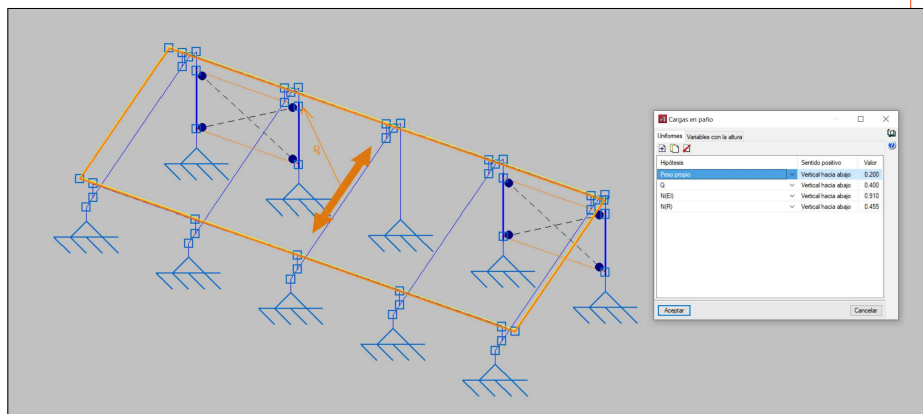 Cargas en paño
Uniformes Variables con la altura
Hipótesis Sentido positivo Valor
Peso propio Vertical hacia abajo 0.200
Q Vertical hacia abajo 0.400
N(EI) Vertical hacia abajo 0.910
N(R) Vertical hacia abajo 0.455
Aceptar Cancelar